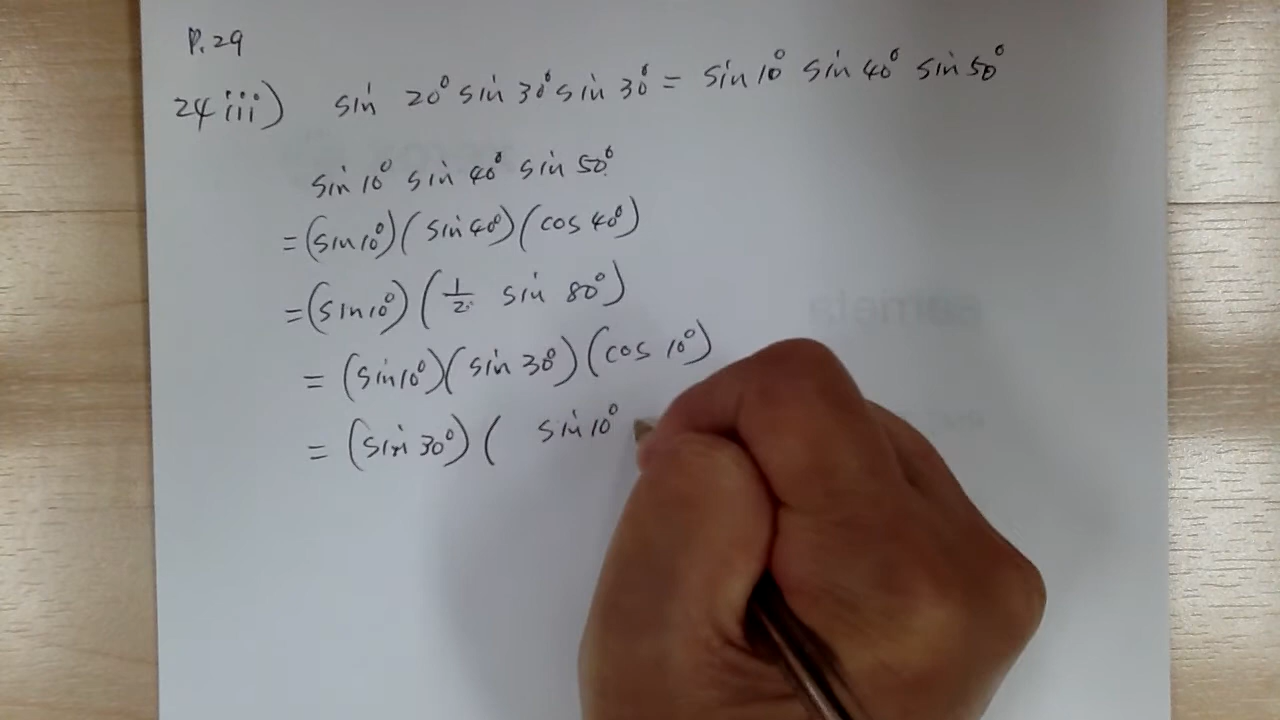 P.29
24 iii) sin 20° sin 30° sin 30° = sin 10° sin 40° sin 50°
sin 10° sin 40° sin 50°
= (sin 10°)(sin 40°)(cos 40°)
= (sin 10°)(1/2 sin 80°)
= (sin 10°)(sin 30°)(cos 10°)
= (sin 30°)( sin 10°